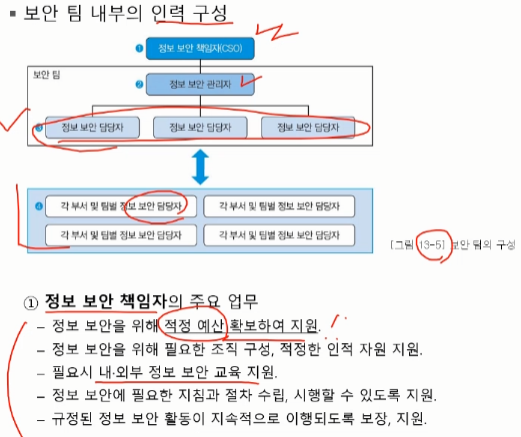 ▪ 보안 팀 내부의 인력 구성
① 정보 보안 책임자(CSO)
보안 팀
② 정보 보안 관리자
③ 정보 보안 담당자 정보 보안 담당자 정보 보안 담당자
④ 각 부서 및 팀별 정보 보안 담당자 각 부서 및 팀별 정보 보안 담당자
각 부서 및 팀별 정보 보안 담당자 각 부서 및 팀별 정보 보안 담당자
[그림 13-5] 보안 팀의 구성
① 정보 보안 책임자의 주요 업무
– 정보 보안을 위해 적정 예산 확보하여 지원.
– 정보 보안을 위해 필요한 조직 구성, 적정한 인적 자원 지원.
– 필요시 내·외부 정보 보안 교육 지원.
– 정보 보안에 필요한 지침과 절차 수립, 시행할 수 있도록 지원.
– 규정된 정보 보안 활동이 지속적으로 이행되도록 보장, 지원.